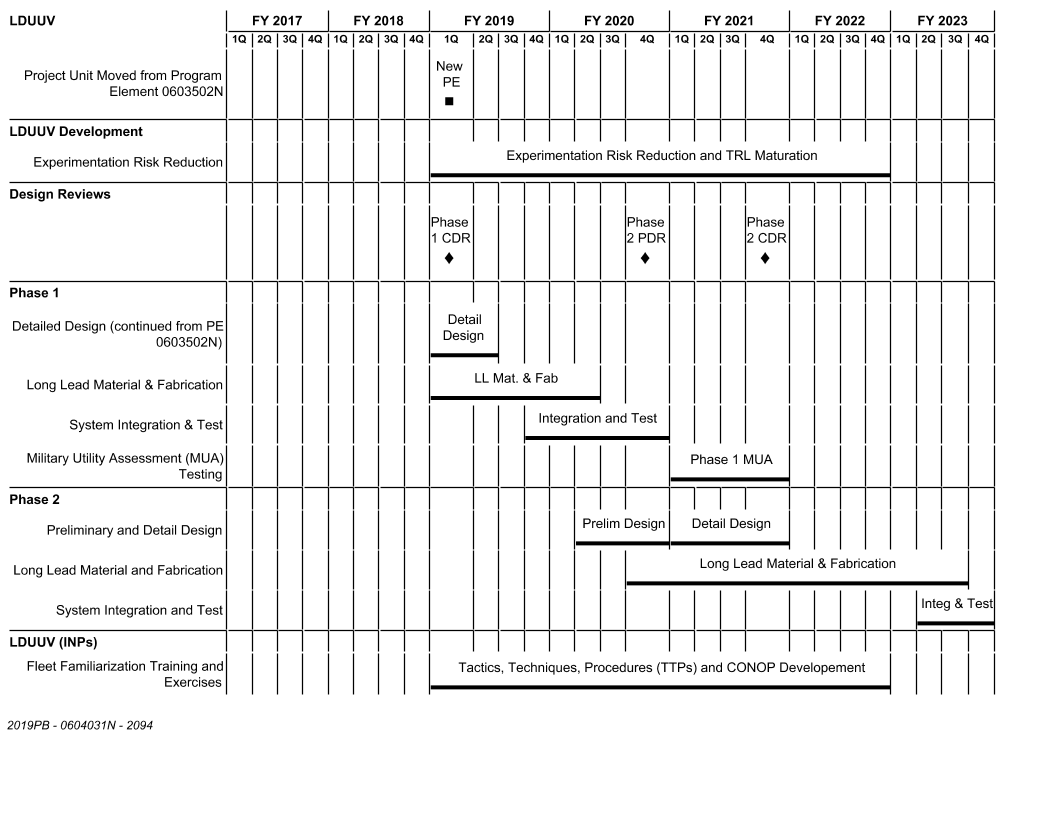 LDUUV FY 2017 FY 2018 FY 2019 FY 2020 FY 2021 FY 2022 FY 2023
1Q 2Q 3Q 4Q 1Q 2Q 3Q 4Q 1Q 2Q 3Q 4Q 1Q 2Q 3Q 4Q 1Q 2Q 3Q 4Q 1Q 2Q 3Q 4Q 1Q 2Q 3Q 4Q
Project Unit Moved from Program
Element 0603502N
New
PE
LDUUV Development
Experimentation Risk Reduction
Experimentation Risk Reduction and TRL Maturation
Design Reviews
Phase
1 CDR
Phase
2 PDR
Phase
2 CDR
Phase 1
Detailed Design (continued from PE
0603502N)
Detail
Design
Long Lead Material & Fabrication
LL Mat. & Fab
System Integration & Test
Integration and Test
Military Utility Assessment (MUA)
Testing
Phase 1 MUA
Phase 2
Preliminary and Detail Design
Prelim Design
Detail Design
Long Lead Material and Fabrication
Long Lead Material & Fabrication
System Integration and Test
Integ & Test
LDUUV (INPs)
Fleet Familiarization Training and
Exercises
Tactics, Techniques, Procedures (TTPs) and CONOP Developement
2019PB - 0604031N - 2094